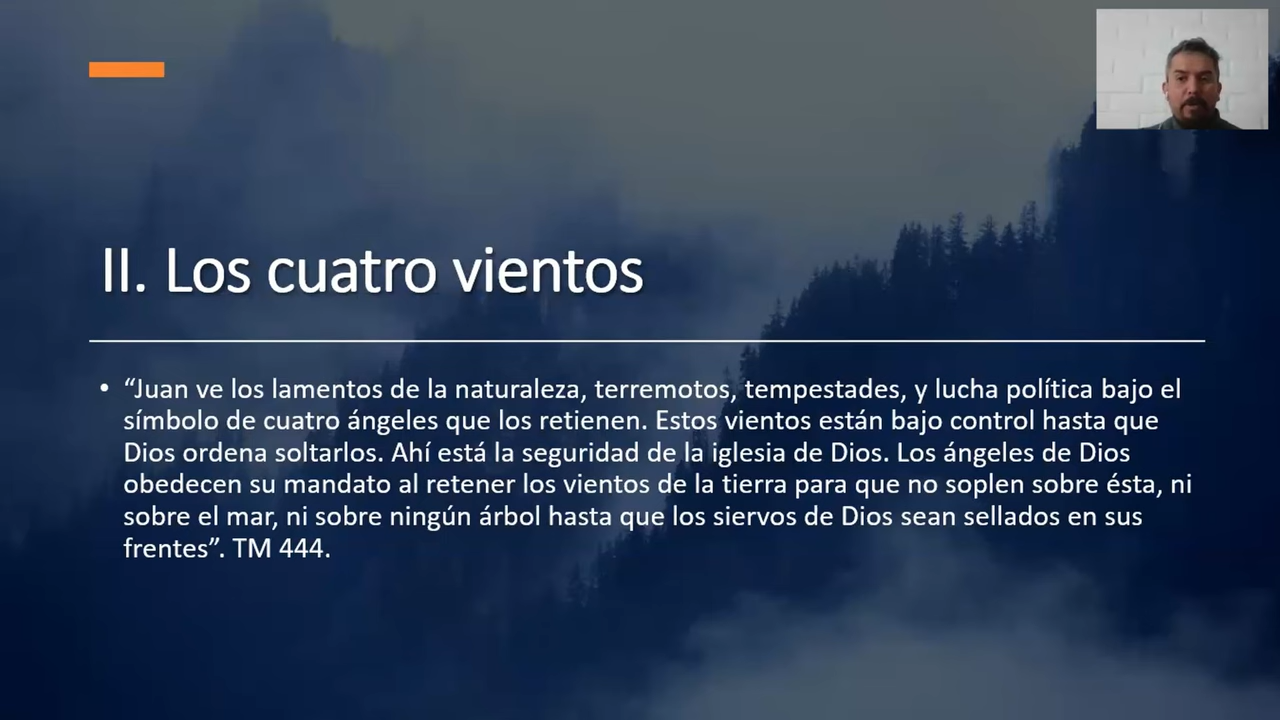 II. Los cuatro vientos
• “Juan ve los lamentos de la naturaleza, terremotos, tempestades, y lucha política bajo el
símbolo de cuatro ángeles que los retienen. Estos vientos están bajo control hasta que
Dios ordena soltarlos. Ahí está la seguridad de la iglesia de Dios. Los ángeles de Dios
obedecen su mandato al retener los vientos de la tierra para que no soplen sobre ésta, ni
sobre el mar, ni sobre ningún árbol hasta que los siervos de Dios sean sellados en sus
frentes”. TM 444.